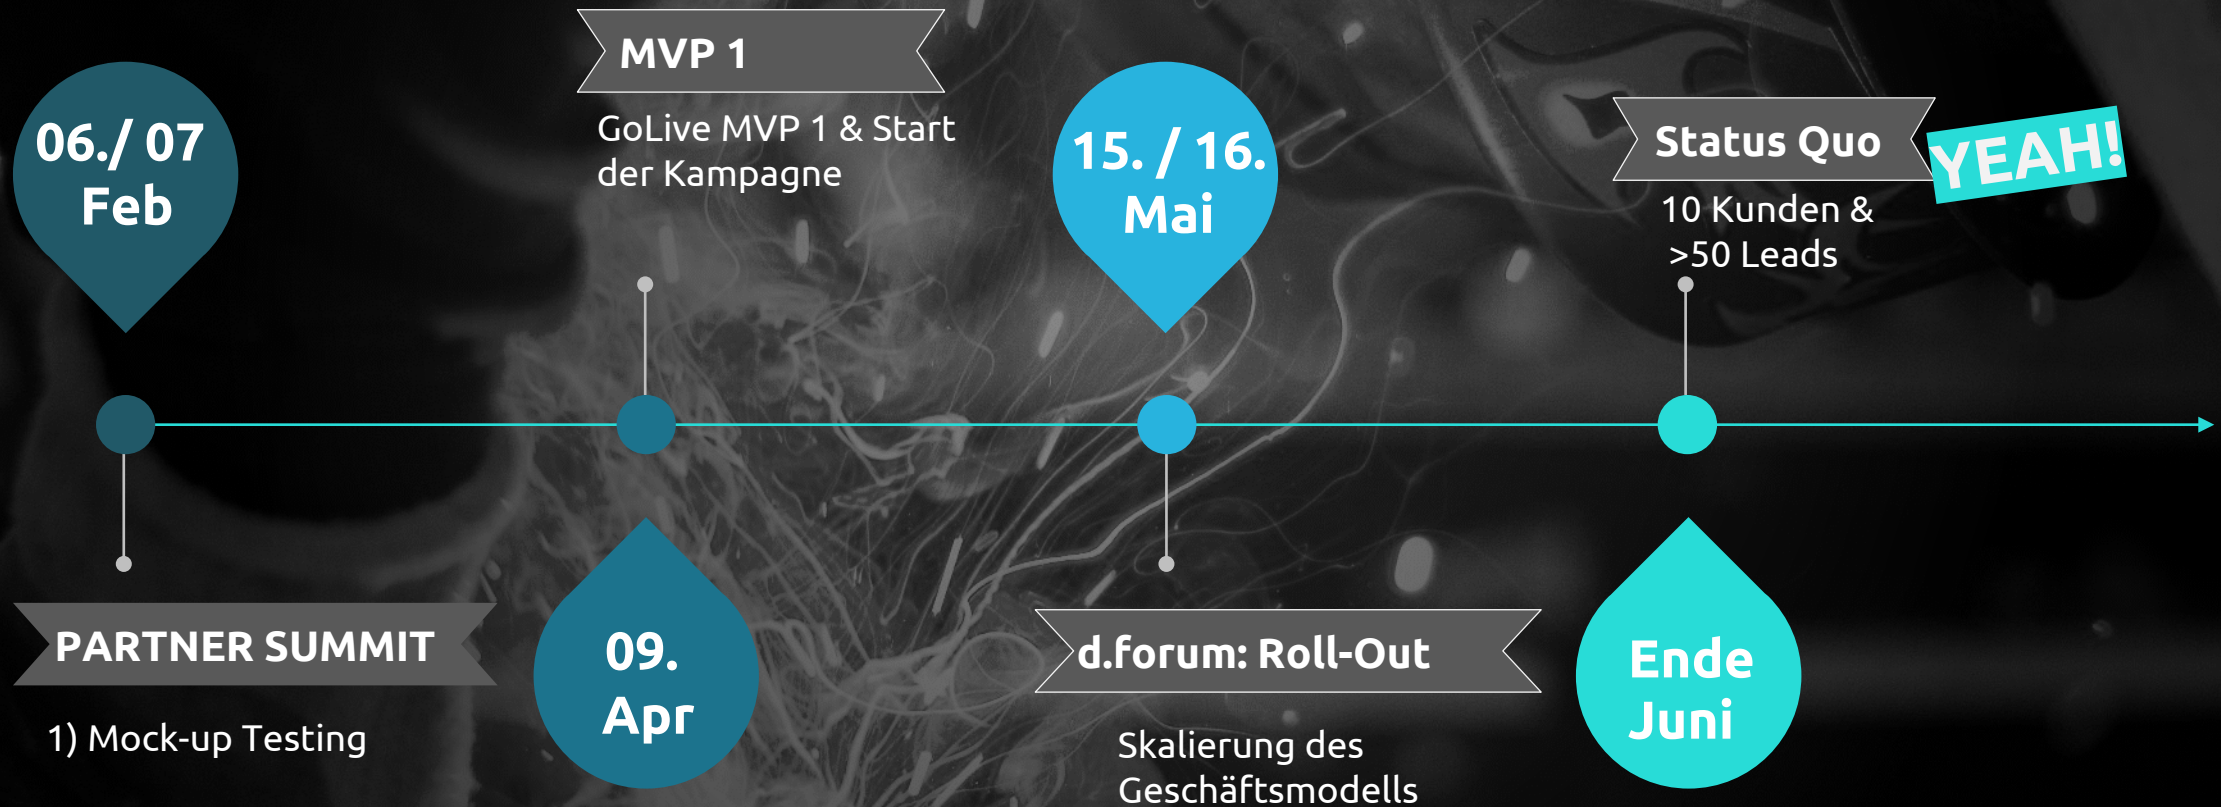 06./ 07
Feb
PARTNER SUMMIT
1) Mock-up Testing
MVP 1
GoLive MVP 1 & Start
der Kampagne
09.
Apr
15. / 16.
Mai
d.forum: Roll-Out
Skalierung des
Geschäftsmodells
Status Quo
YEAH!
10 Kunden &
>50 Leads
Ende
Juni